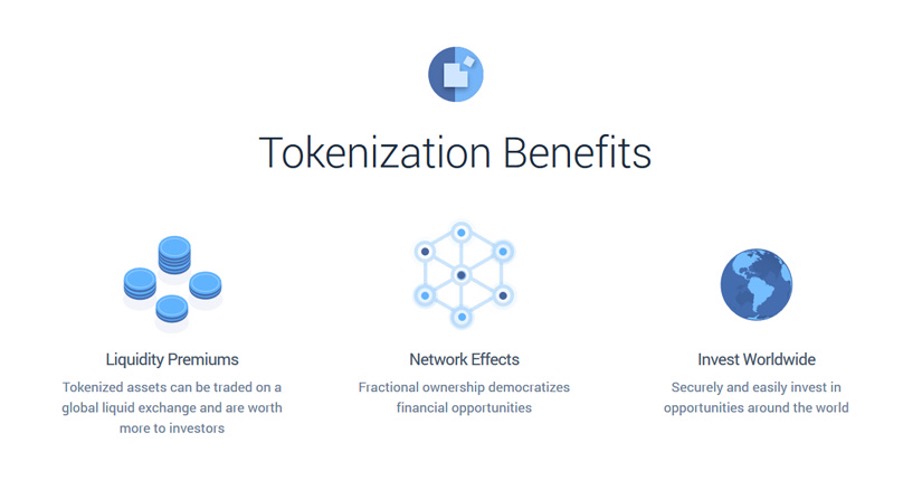 Tokenization Benefits
Liquidity Premiums
Tokenized assets can be traded on a
global liquid exchange and are worth
more to investors
Network Effects
Fractional ownership democratizes
financial opportunities
Invest Worldwide
Securely and easily invest in
opportunities around the world